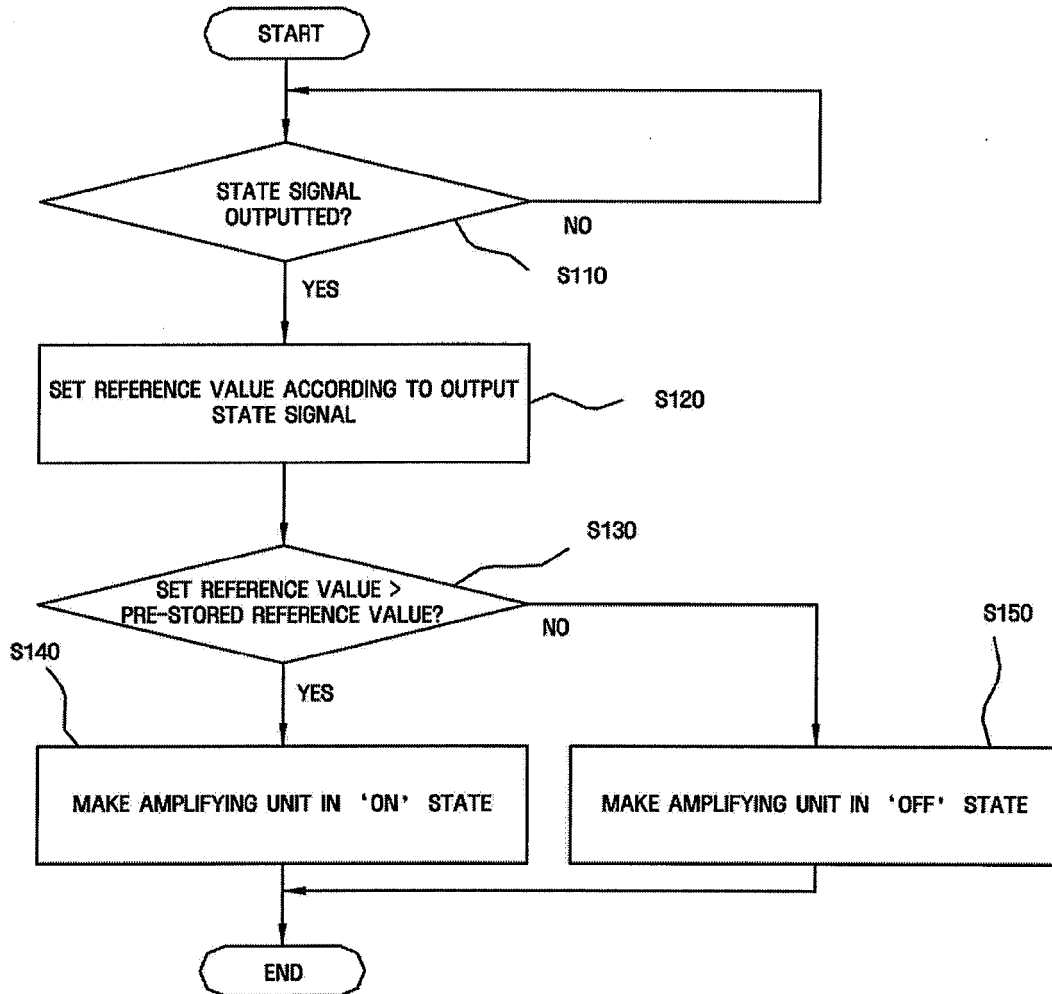 START
STATE SIGNAL
OUTPUTTED?
NO
S110
YES
SET REFERENCE VALUE ACCORDING TO OUTPUT
STATE SIGNAL
S120
S130
SET REFERENCE VALUE >
PRE-STORED REFERENCE VALUE?
NO
S150
S140
YES
MAKE AMPLIFYING UNIT IN 'ON' STATE
MAKE AMPLIFYING UNIT IN 'OFF' STATE
END